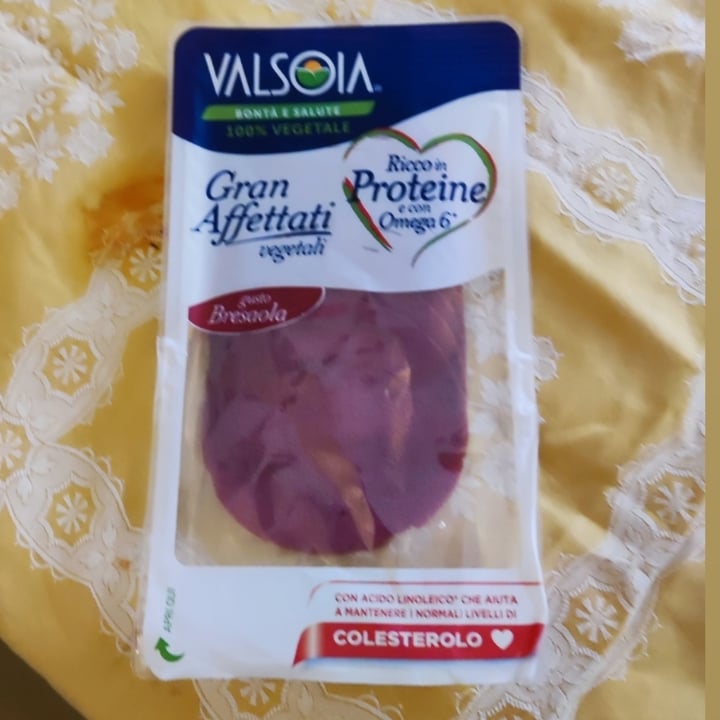 VALSOIA
BONTÀ E SALUTE
100% VEGETALE
Gran
Affettati
vegetali
Ricco in
Proteine
e con
Omega 6*
gusto
Bresaola
APRI QUI
CON ACIDO LINOLEICO* CHE AIUTA
A MANTENERE I NORMALI LIVELLI DI
COLESTEROLO